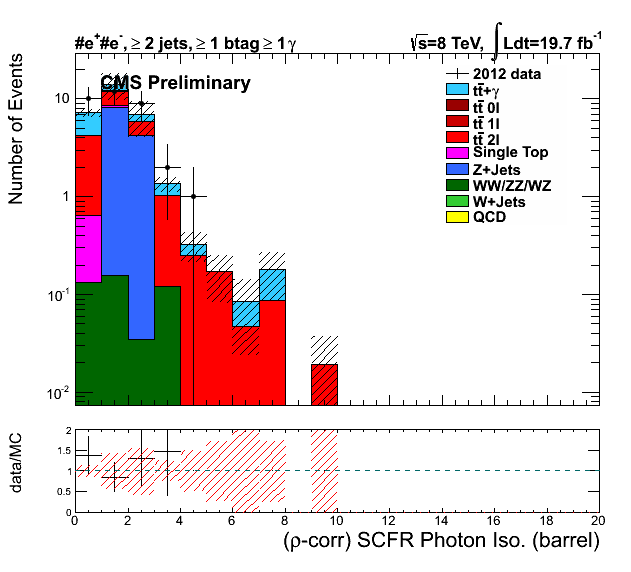 #e⁺#e⁻, ≥ 2 jets, ≥ 1 btag ≥ 1 γ
√s=8 TeV, ∫ Ldt=19.7 fb⁻¹
CMS Preliminary
2012 data
tt̄+γ
tt̄ 0l
tt̄ 1l
tt̄ 2l
Single Top
Z+Jets
WW/ZZ/WZ
W+Jets
QCD
Number of Events
10
1
10⁻¹
10⁻²
data/MC
2
1.5
1
0.5
0
0 2 4 6 8 10 12 14 16 18 20
(ρ-corr) SCFR Photon Iso. (barrel)